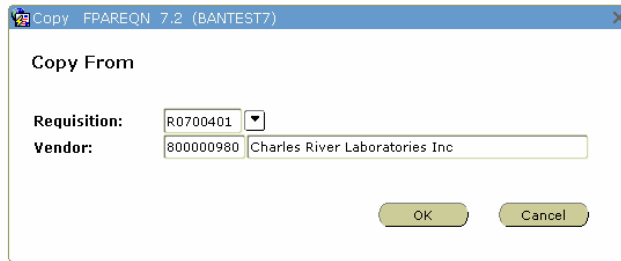 Copy FPAREQN 7.2 (BANTEST7)
Copy From
Requisition: R0700401
Vendor: 800000980 Charles River Laboratories Inc
OK Cancel